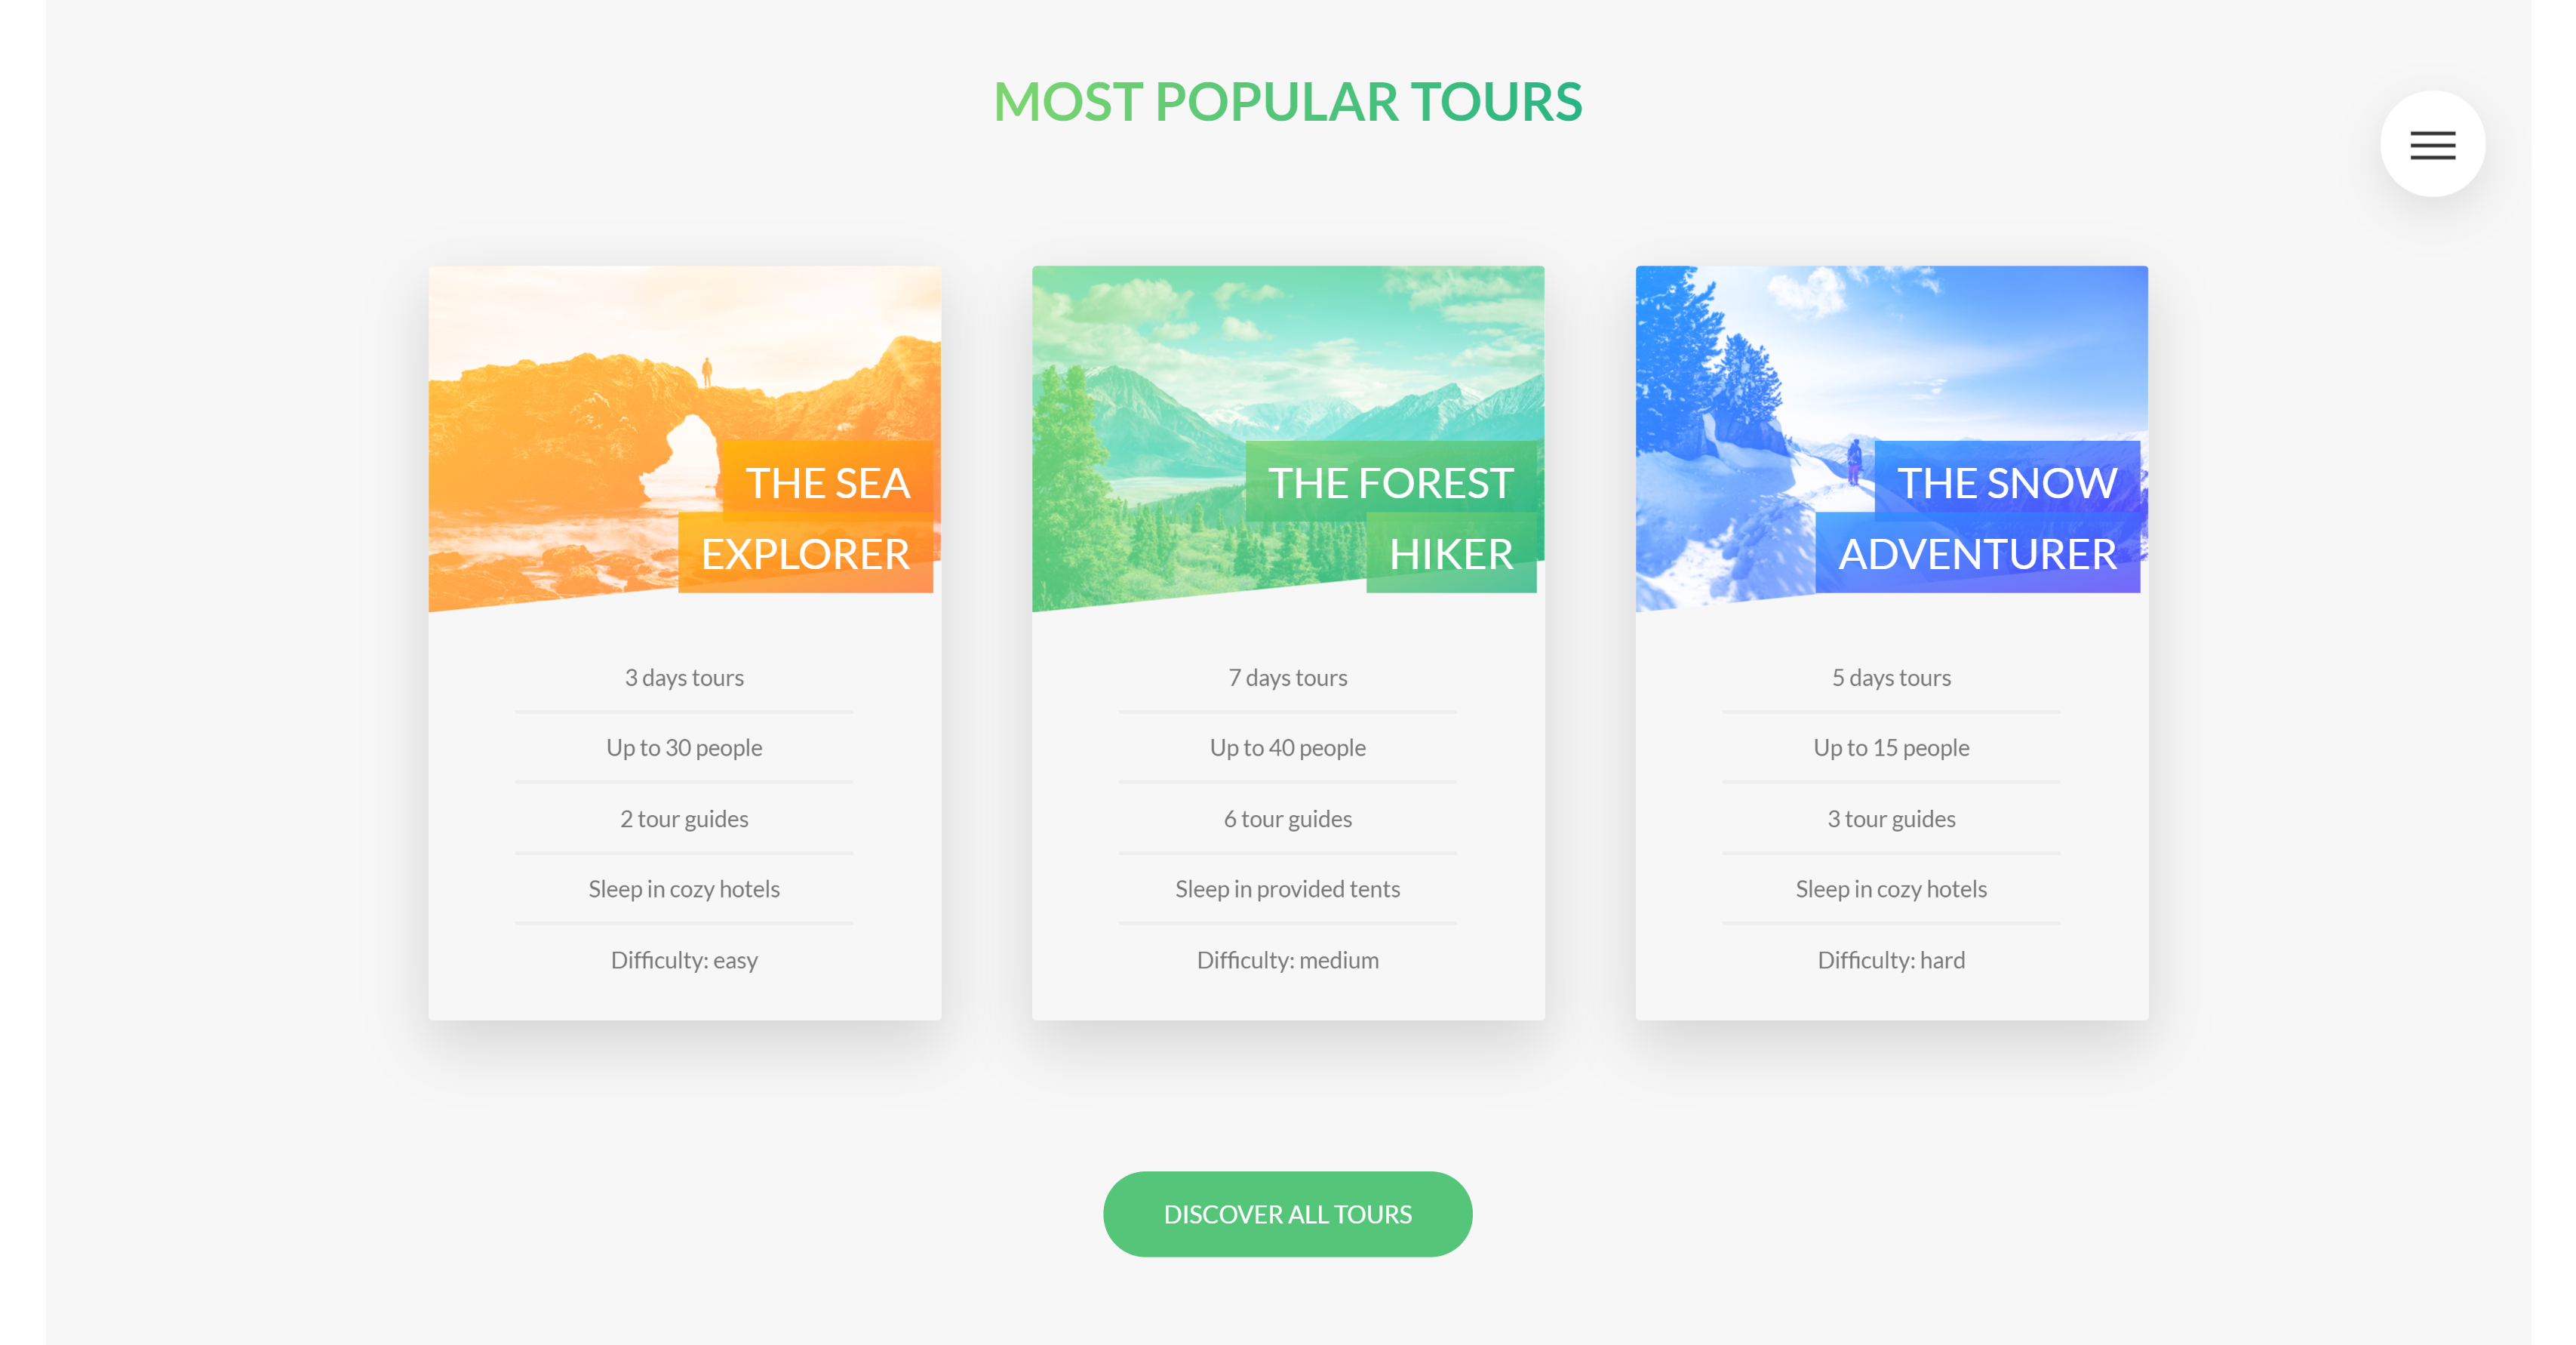 MOST POPULAR TOURS
THE SEA
EXPLORER
3 days tours
Up to 30 people
2 tour guides
Sleep in cozy hotels
Difficulty: easy
THE FOREST
HIKER
7 days tours
Up to 40 people
6 tour guides
Sleep in provided tents
Difficulty: medium
THE SNOW
ADVENTURER
5 days tours
Up to 15 people
3 tour guides
Sleep in cozy hotels
Difficulty: hard
DISCOVER ALL TOURS